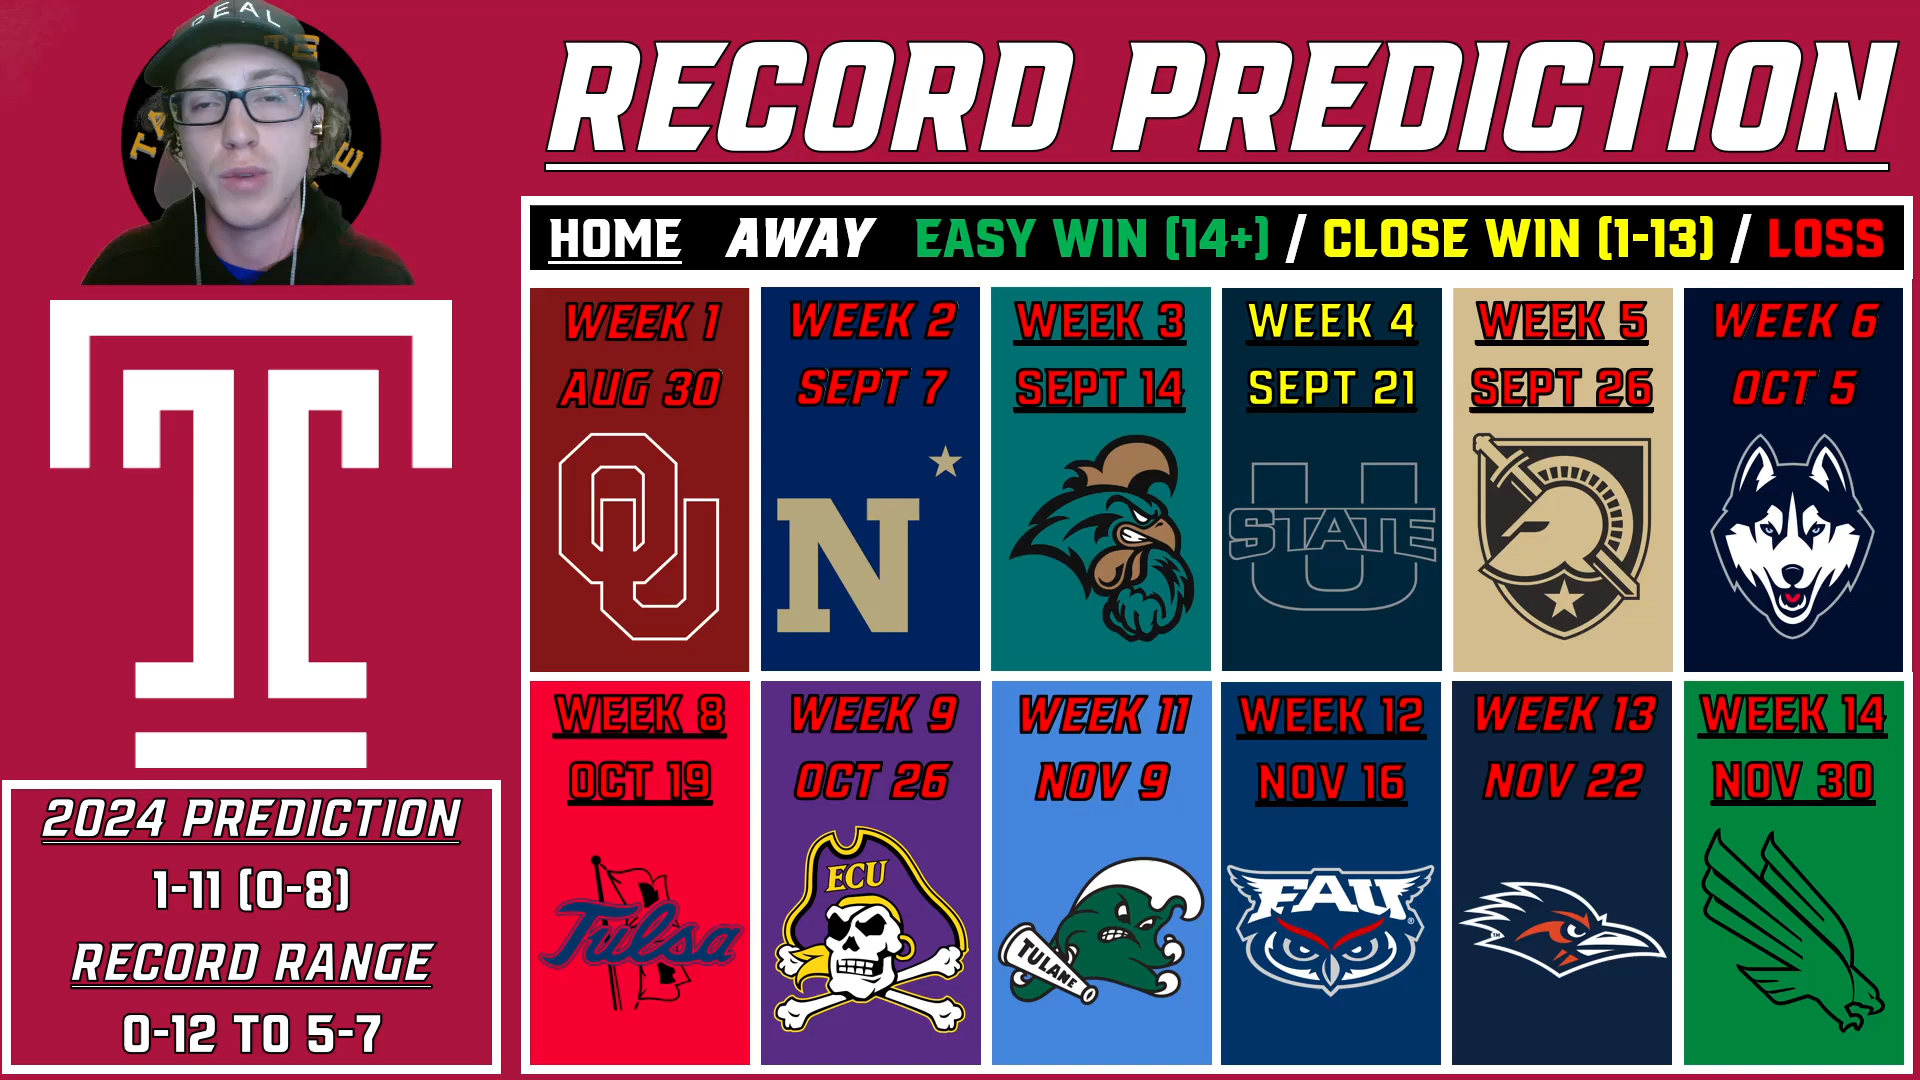 REAL
RECORD PREDICTION
HOME AWAY EASY WIN (14+) / CLOSE WIN (1-13) / LOSS
WEEK 1
AUG 30
OU
WEEK 2
SEPT 7
N
WEEK 3
SEPT 14
WEEK 4
SEPT 21
U
STATE
WEEK 5
SEPT 26
WEEK 6
OCT 5
WEEK 8
OCT 19
Tulsa
WEEK 9
OCT 26
ECU
WEEK 11
NOV 9
TULANE
WEEK 12
NOV 16
FAU
WEEK 13
NOV 22
WEEK 14
NOV 30
T
2024 PREDICTION
1-11 (0-8)
RECORD RANGE
0-12 TO 5-7